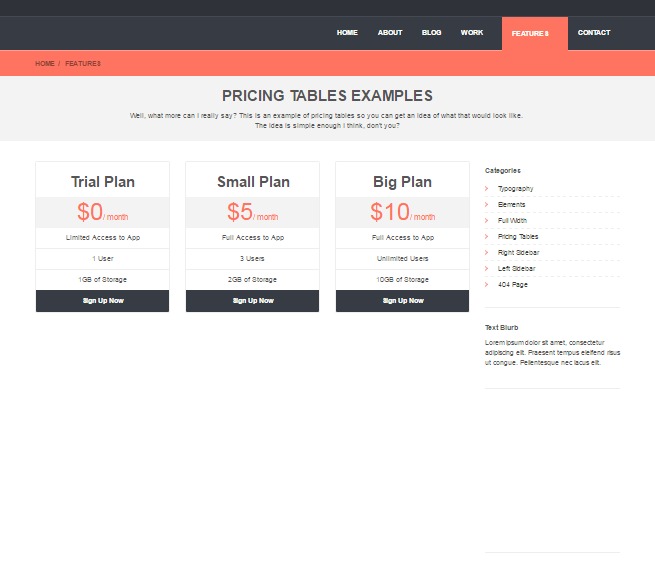 HOME
ABOUT
BLOG
WORK
FEATURES
CONTACT
HOME / FEATURES
PRICING TABLES EXAMPLES
Well, what more can I really say? This is an example of pricing tables so you can get an idea of what that would look like.
The idea is simple enough I think, don't you?
Trial Plan
$0/ month
Limited Access to App
1 User
1GB of Storage
Sign Up Now
Small Plan
$5/ month
Full Access to App
3 Users
2GB of Storage
Sign Up Now
Big Plan
$10/ month
Full Access to App
Unlimited Users
10GB of Storage
Sign Up Now
Categories
Typography
Elements
Full Width
Pricing Tables
Right Sidebar
Left Sidebar
404 Page
Text Blurb
Lorem ipsum dolor sit amet, consectetur
adipiscing elit. Praesent tempus eleifend risus
ut congue. Pellentesque nec lacus elit.